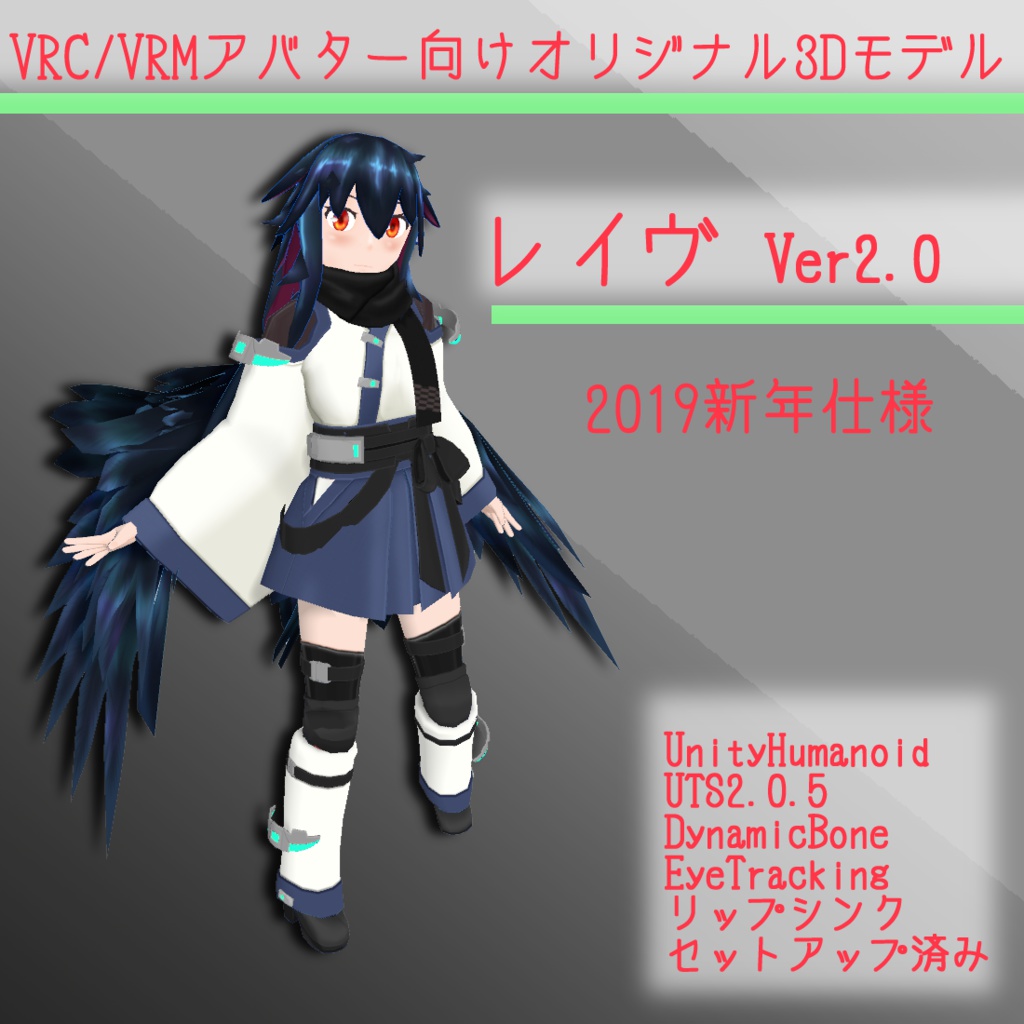 VRC/VRMアバター向けオリジナル3Dモデル
レイヴ Ver2.0
2019新年仕様
UnityHumanoid
UTS2.0.5
DynamicBone
EyeTracking
リップシンク
セットアップ済み